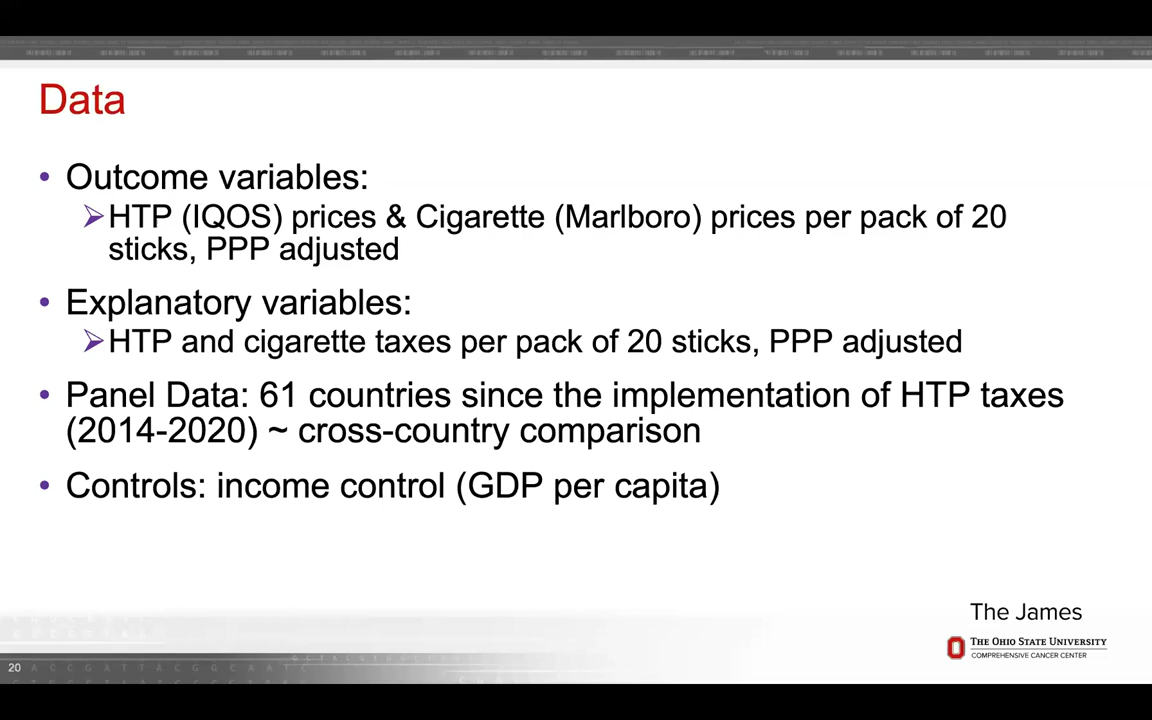 Data
• Outcome variables:
➢HTP (IQOS) prices & Cigarette (Marlboro) prices per pack of 20
sticks, PPP adjusted
• Explanatory variables:
➢HTP and cigarette taxes per pack of 20 sticks, PPP adjusted
• Panel Data: 61 countries since the implementation of HTP taxes
(2014-2020) ~ cross-country comparison
• Controls: income control (GDP per capita)
The James
THE OHIO STATE UNIVERSITY
COMPREHENSIVE CANCER CENTER
20